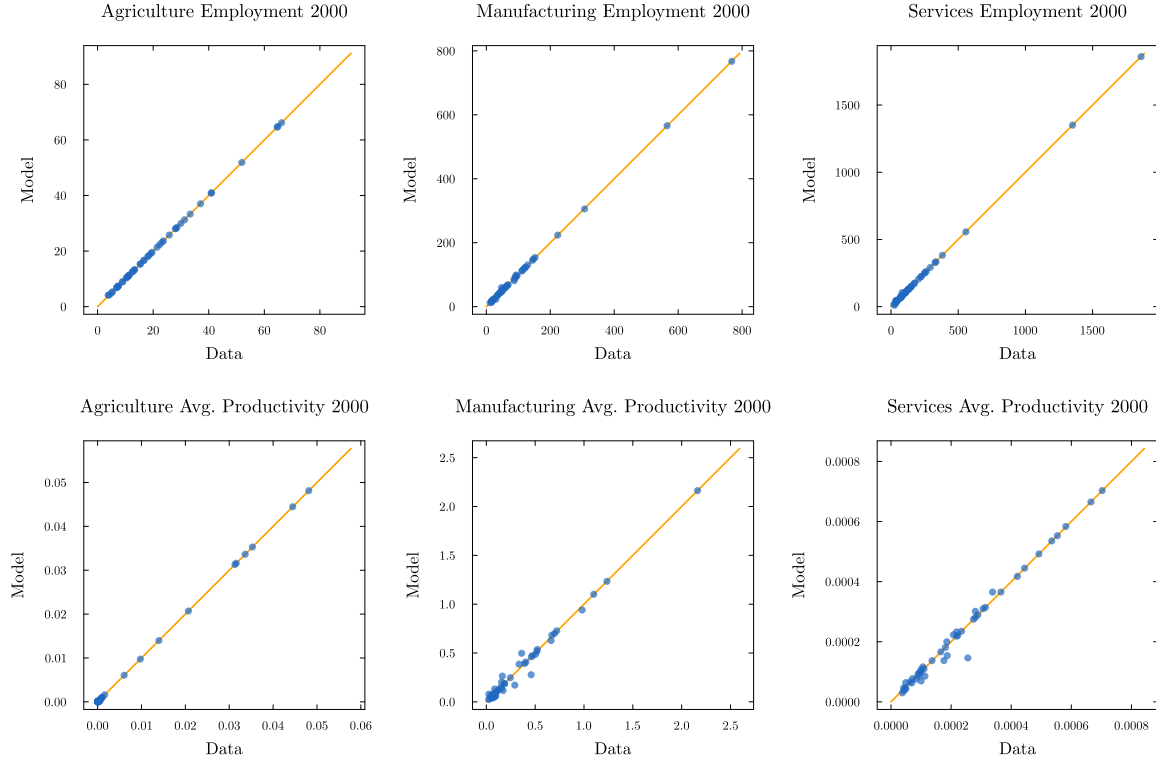 Agriculture Employment 2000
Manufacturing Employment 2000
Services Employment 2000
80
60
40
20
0
Model
0 20 40 60 80
Data
800
600
400
200
0
Model
0 200 400 600 800
Data
1500
1000
500
0
Model
0 500 1000 1500
Data
Agriculture Avg. Productivity 2000
Manufacturing Avg. Productivity 2000
Services Avg. Productivity 2000
0.05
0.04
0.03
0.02
0.01
0.00
Model
0.00 0.01 0.02 0.03 0.04 0.05 0.06
Data
2.5
2.0
1.5
1.0
0.5
0.0
Model
0.0 0.5 1.0 1.5 2.0 2.5
Data
0.0008
0.0006
0.0004
0.0002
0.0000
Model
0.0000 0.0002 0.0004 0.0006 0.0008
Data